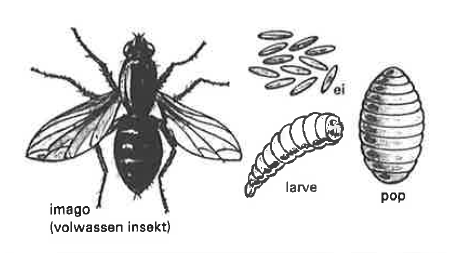 ei
larve
pop
imago
(volwassen insekt)